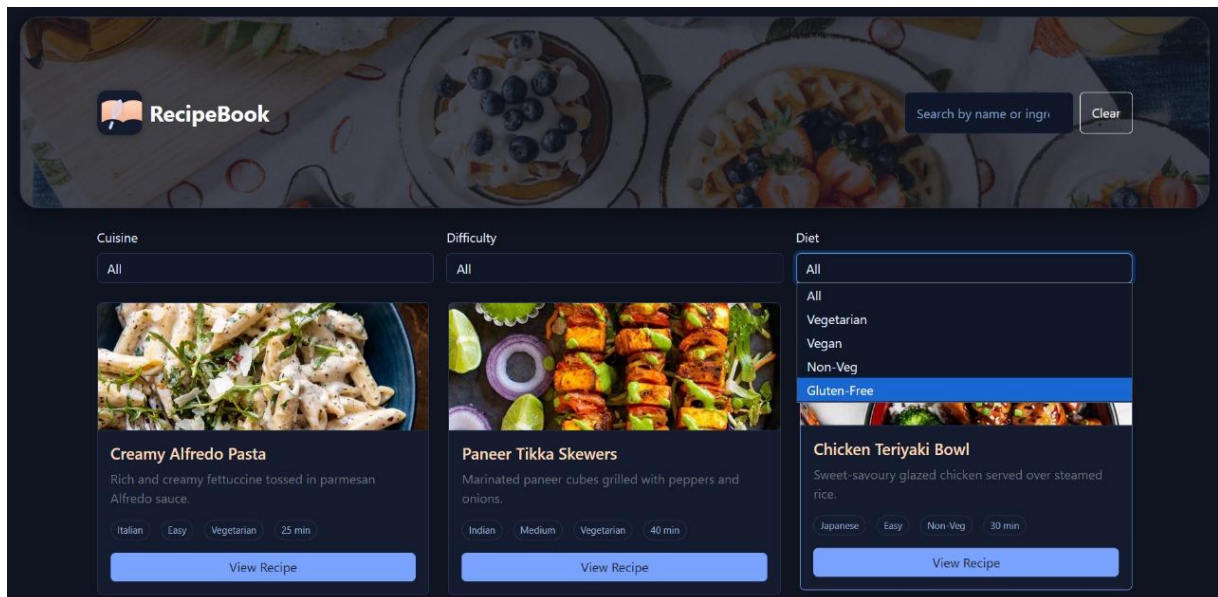 RecipeBook
Search by name or ingr
Clear
Cuisine
Difficulty
Diet
All
All
All
All
Vegetarian
Vegan
Non-Veg
Gluten-Free
Creamy Alfredo Pasta
Rich and creamy fettuccine tossed in parmesan
Alfredo sauce.
Italian Easy Vegetarian 25 min
View Recipe
Paneer Tikka Skewers
Marinated paneer cubes grilled with peppers and
onions.
Indian Medium Vegetarian 40 min
View Recipe
Chicken Teriyaki Bowl
Sweet-savoury glazed chicken served over steamed
rice.
Japanese Easy Non-Veg 30 min
View Recipe